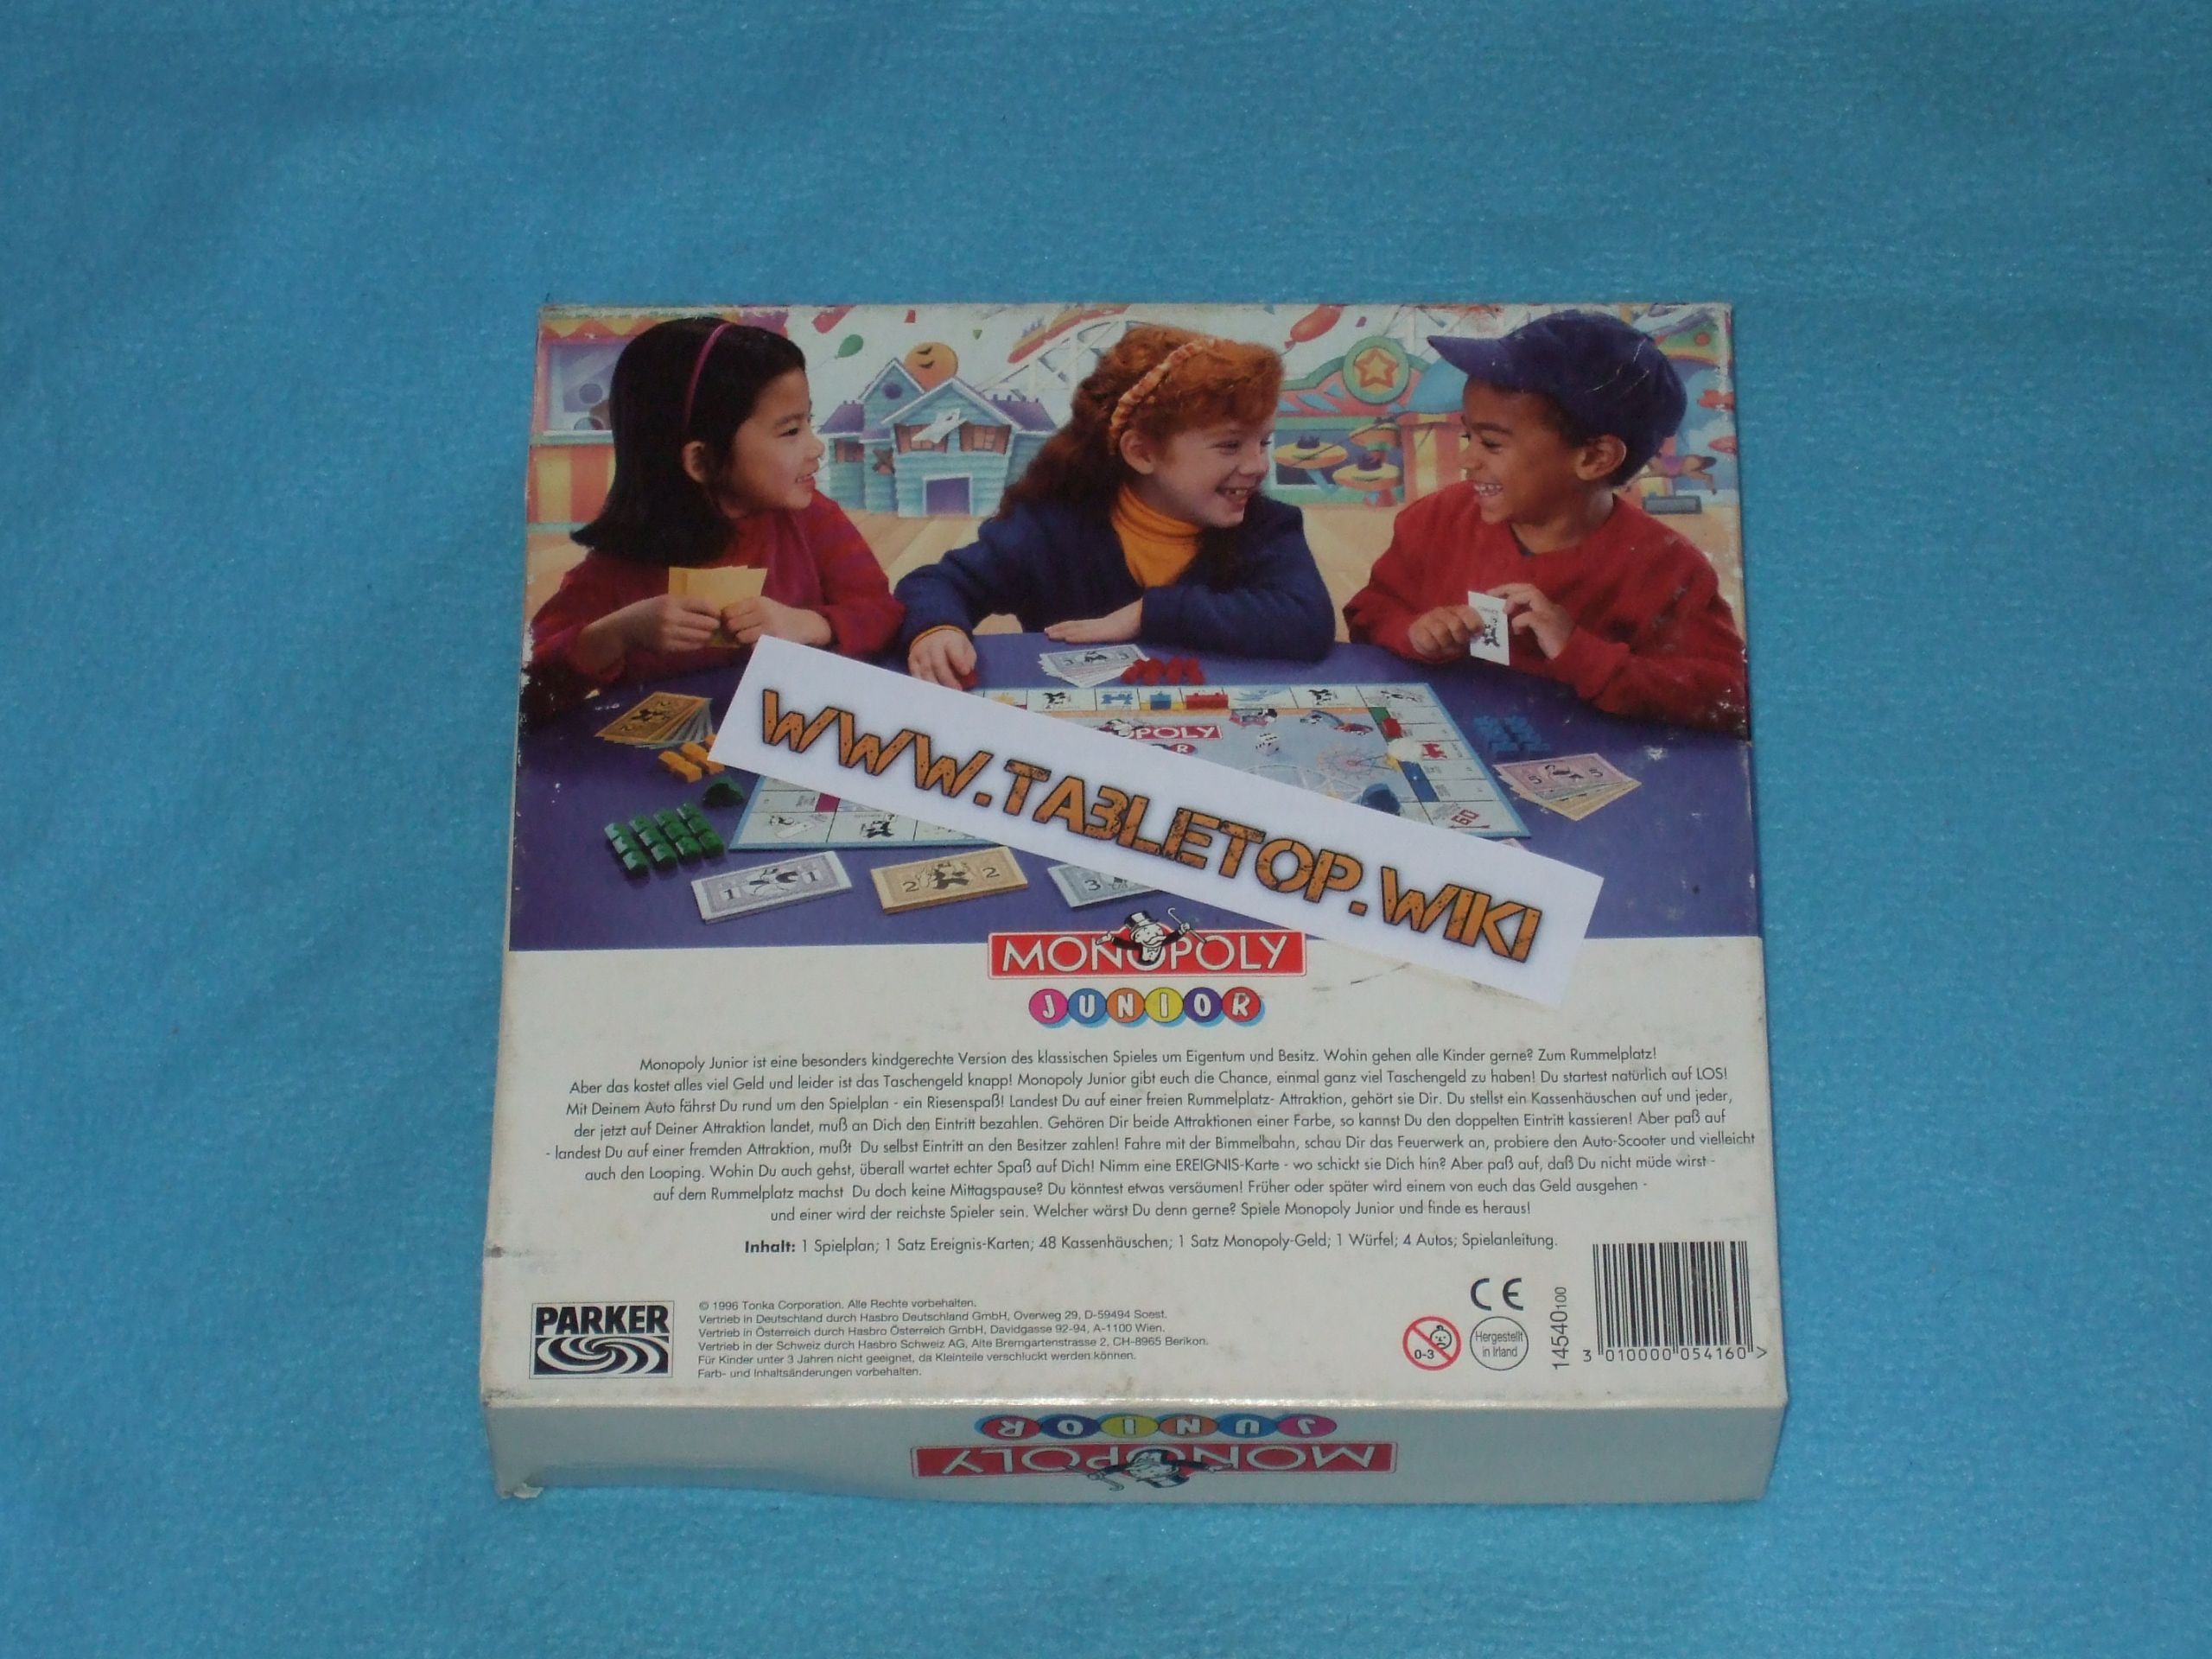 POLY
R
GO
5 5
1 1
2 2
3
WWW.TABLETOP.WIKI
MONOPOLY
JUNIOR
Monopoly Junior ist eine besonders kindgerechte Version des klassischen Spieles um Eigentum und Besitz. Wohin gehen alle Kinder gerne? Zum Rummelplatz!
Aber das kostet alles viel Geld und leider ist das Taschengeld knapp! Monopoly Junior gibt euch die Chance, einmal ganz viel Taschengeld zu haben! Du startest natürlich auf LOS!
Mit Deinem Auto fährst Du rund um den Spielplan - ein Riesenspaß! Landest Du auf einer freien Rummelplatz- Attraktion, gehört sie Dir. Du stellst ein Kassenhäuschen auf und jeder,
der jetzt auf Deiner Attraktion landet, muß an Dich den Eintritt bezahlen. Gehören Dir beide Attraktionen einer Farbe, so kannst Du den doppelten Eintritt kassieren! Aber paß auf
- landest Du auf einer fremden Attraktion, mußt Du selbst Eintritt an den Besitzer zahlen! Fahre mit der Bimmelbahn, schau Dir das Feuerwerk an, probiere den Auto-Scooter und vielleicht
auch den Looping. Wohin Du auch gehst, überall wartet echter Spaß auf Dich! Nimm eine EREIGNIS-Karte - wo schickt sie Dich hin? Aber paß auf, daß Du nicht müde wirst -
auf dem Rummelplatz machst Du doch keine Mittagspause? Du könntest etwas versäumen! Früher oder später wird einem von euch das Geld ausgehen -
und einer wird der reichste Spieler sein. Welcher wärst Du denn gerne? Spiele Monopoly Junior und finde es heraus!
Inhalt: 1 Spielplan; 1 Satz Ereignis-Karten; 48 Kassenhäuschen; 1 Satz Monopoly-Geld; 1 Würfel; 4 Autos; Spielanleitung.
PARKER
© 1996 Tonka Corporation. Alle Rechte vorbehalten.
Vertrieb in Deutschland durch Hasbro Deutschland GmbH, Overweg 29, D-59494 Soest.
Vertrieb in Österreich durch Hasbro Österreich GmbH, Davidgasse 92-94, A-1100 Wien.
Vertrieb in der Schweiz durch Hasbro Schweiz AG, Alte Bremgartenstrasse 2, CH-8965 Berikon.
Für Kinder unter 3 Jahren nicht geeignet, da Kleinteile verschluckt werden können.
Farb- und Inhaltsänderungen vorbehalten.
CE
0-3
Hergestellt
in Irland
14540100
3 010000 054160 >
JUNIOR
MONOPOLY